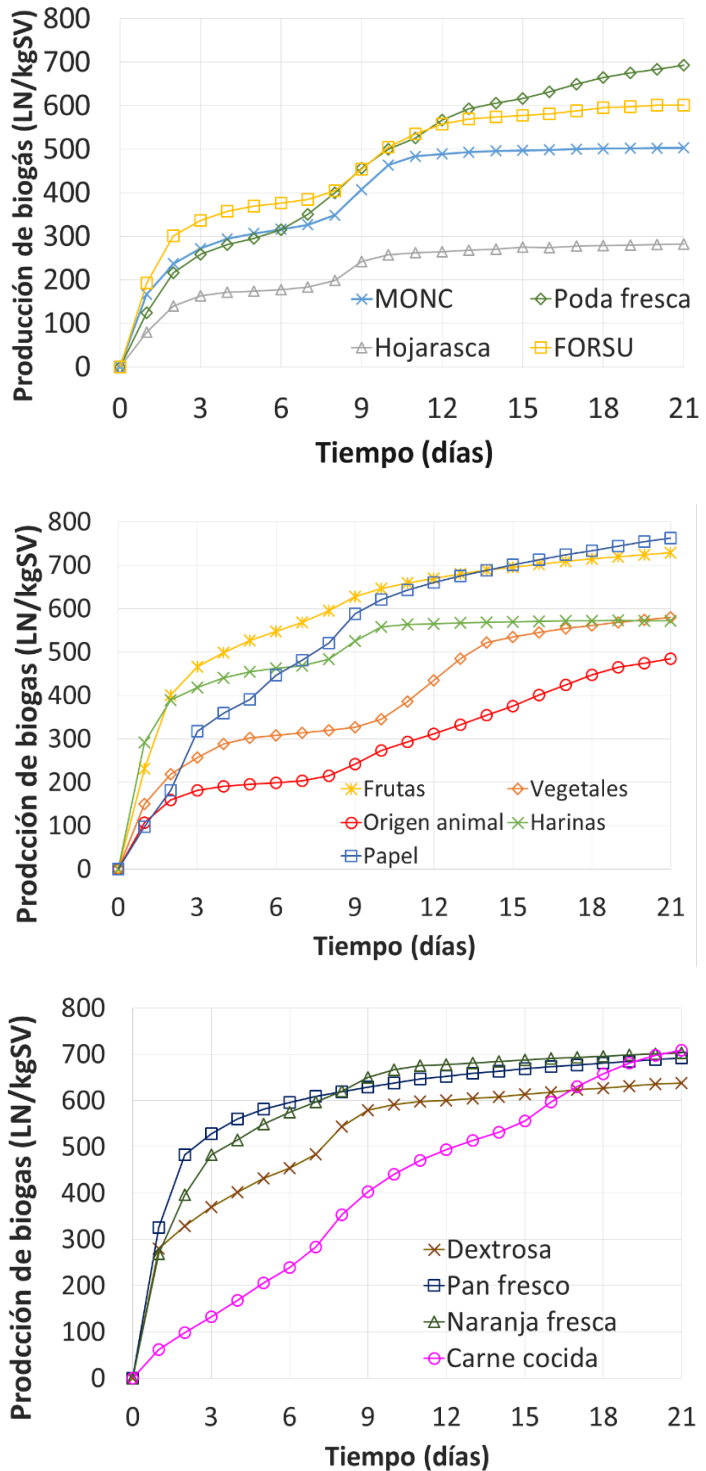 Producción de biogás (LN/kgSV)
800
700
600
500
400
300
200
100
0
MONC
Poda fresca
Hojarasca
FORSU
0 3 6 9 12 15 18 21
Tiempo (días)
Prodcción de biogas (LN/kgSV)
800
700
600
500
400
300
200
100
0
Frutas
Vegetales
Origen animal
Harinas
Papel
0 3 6 9 12 15 18 21
Tiempo (días)
Prodcción de biogas (LN/kgSV)
800
700
600
500
400
300
200
100
0
Dextrosa
Pan fresco
Naranja fresca
Carne cocida
0 3 6 9 12 15 18 21
Tiempo (días)